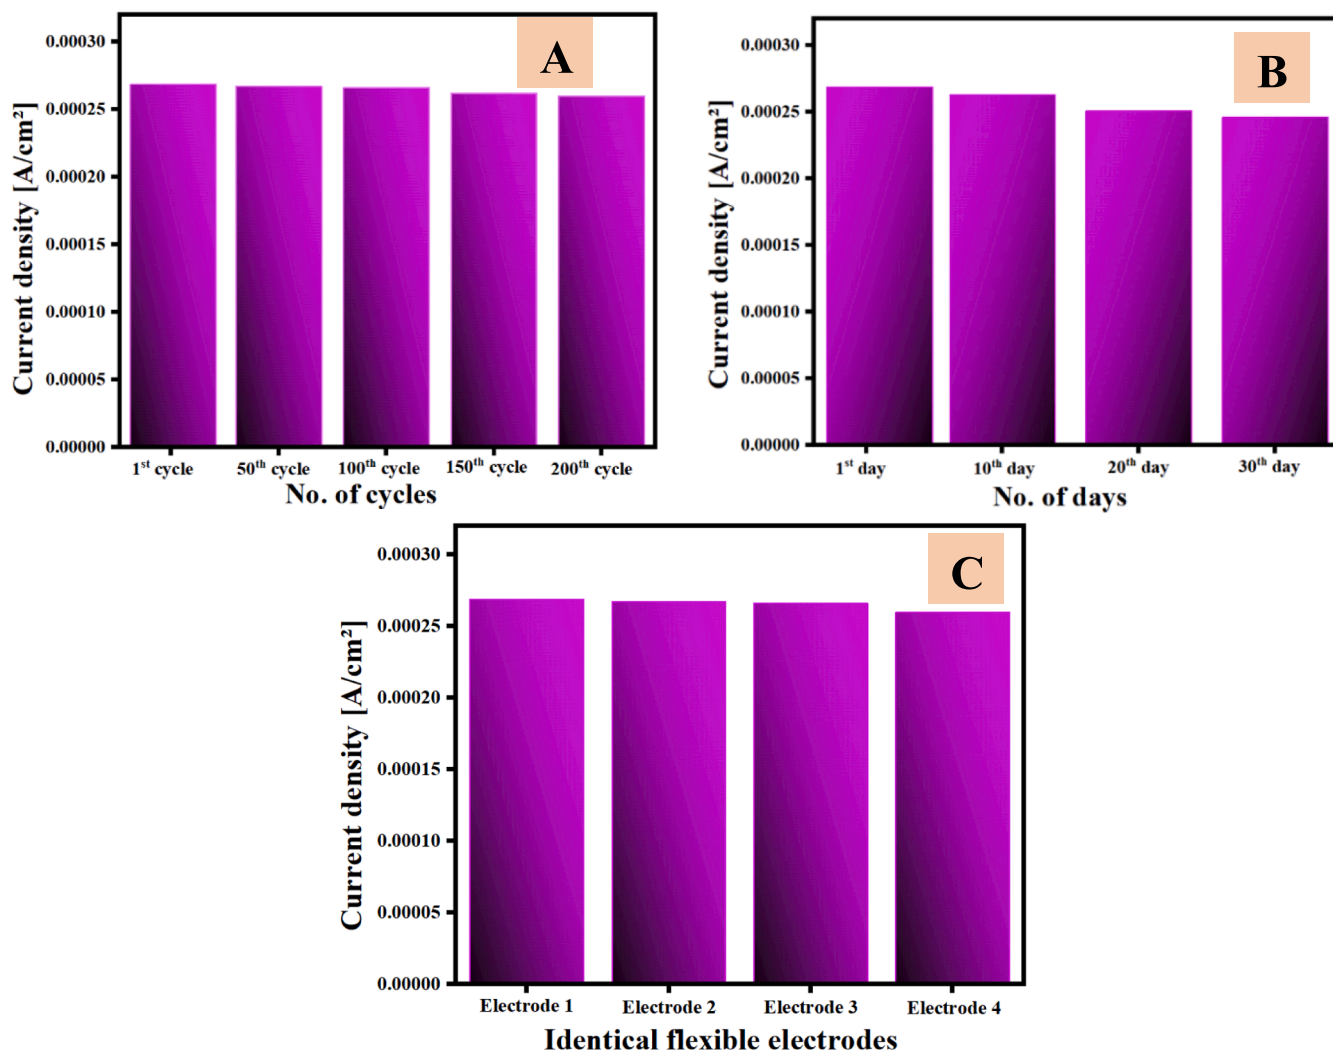 A
Current density [A/cm²]
0.00030
0.00025
0.00020
0.00015
0.00010
0.00005
0.00000
1st cycle 50th cycle 100th cycle 150th cycle 200th cycle
No. of cycles
B
Current density [A/cm²]
0.00030
0.00025
0.00020
0.00015
0.00010
0.00005
0.00000
1st day 10th day 20th day 30th day
No. of days
C
Current density [A/cm²]
0.00030
0.00025
0.00020
0.00015
0.00010
0.00005
0.00000
Electrode 1 Electrode 2 Electrode 3 Electrode 4
Identical flexible electrodes